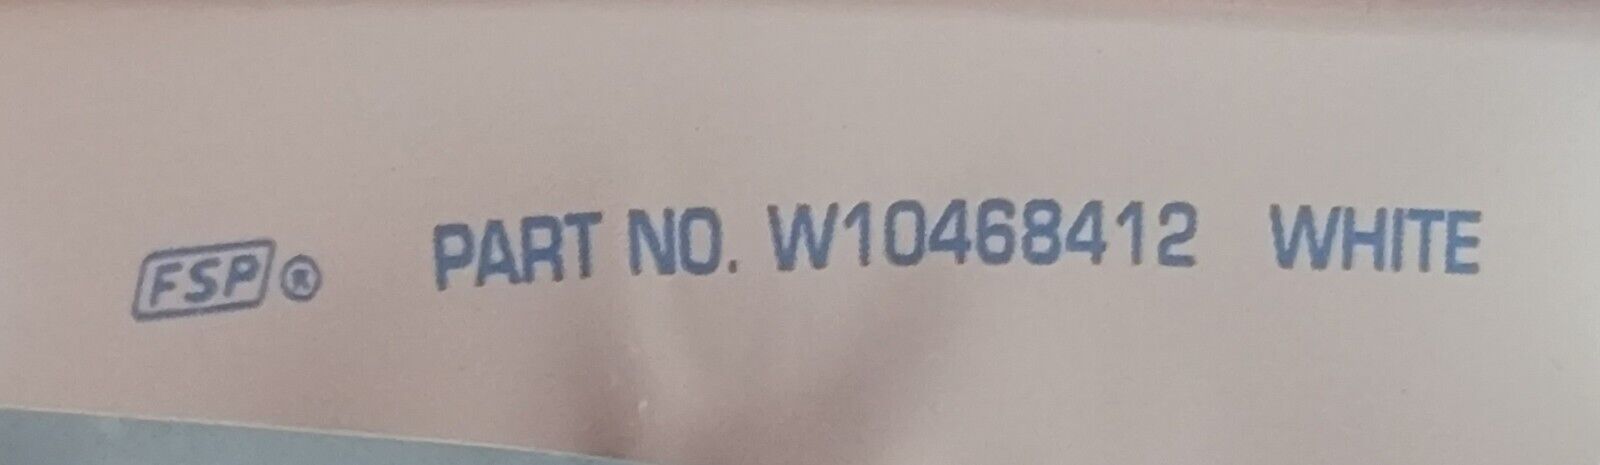 FSP® PART NO. W10468412 WHITE